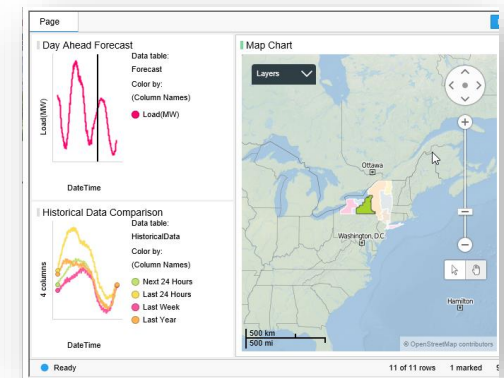 Page
Day Ahead Forecast
Data table:
Forecast
Color by:
(Column Names)
Load(MW)
Load(MW)
DateTime
Historical Data Comparison
Data table:
HistoricalData
Color by:
(Column Names)
Next 24 Hours
Last 24 Hours
Last Week
Last Year
4 columns
DateTime
Map Chart
Layers
Ottawa
Washington, D.C.
Hamilton
500 km
500 mi
© OpenStreetMap contributors
Ready
11 of 11 rows
1 marked